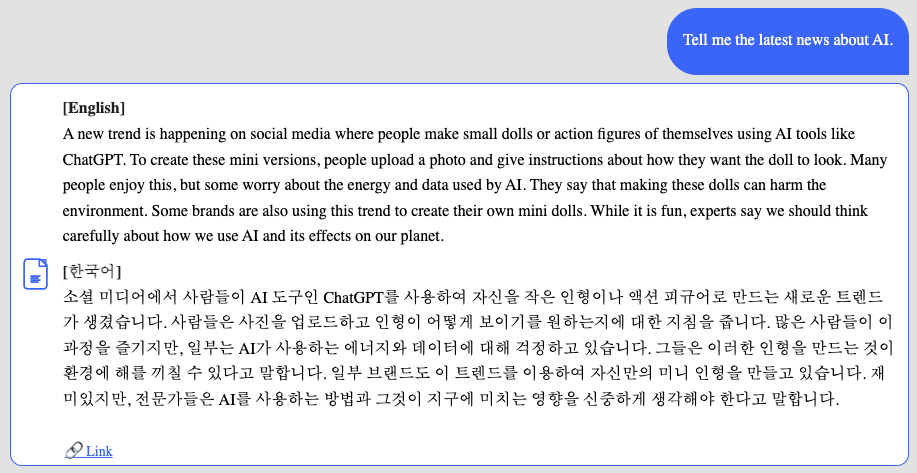 Tell me the latest news about AI.
[English]
A new trend is happening on social media where people make small dolls or action figures of themselves using AI tools like
ChatGPT. To create these mini versions, people upload a photo and give instructions about how they want the doll to look. Many
people enjoy this, but some worry about the energy and data used by AI. They say that making these dolls can harm the
environment. Some brands are also using this trend to create their own mini dolls. While it is fun, experts say we should think
carefully about how we use AI and its effects on our planet.
[한국어]
소셜 미디어에서 사람들이 AI 도구인 ChatGPT를 사용하여 자신을 작은 인형이나 액션 피규어로 만드는 새로운 트렌드
가 생겼습니다. 사람들은 사진을 업로드하고 인형이 어떻게 보이기를 원하는지에 대한 지침을 줍니다. 많은 사람들이 이
과정을 즐기지만, 일부는 AI가 사용하는 에너지와 데이터에 대해 걱정하고 있습니다. 그들은 이러한 인형을 만드는 것이
환경에 해를 끼칠 수 있다고 말합니다. 일부 브랜드도 이 트렌드를 이용하여 자신만의 미니 인형을 만들고 있습니다. 재
미있지만, 전문가들은 AI를 사용하는 방법과 그것이 지구에 미치는 영향을 신중하게 생각해야 한다고 말합니다.
Link